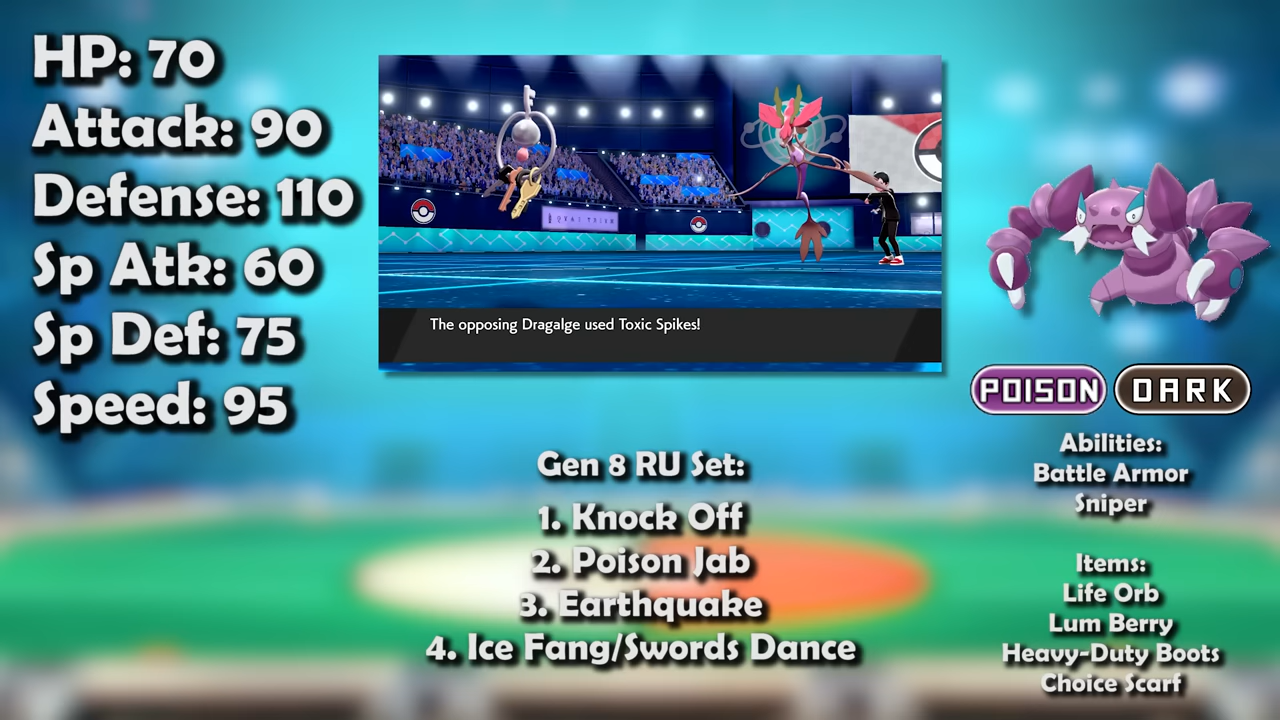 HP: 70
Attack: 90
Defense: 110
Sp Atk: 60
Sp Def: 75
Speed: 95
The opposing Dragalge used Toxic Spikes!
POISON DARK
Abilities:
Battle Armor
Sniper
Items:
Life Orb
Lum Berry
Heavy-Duty Boots
Choice Scarf
Gen 8 RU Set:
1. Knock Off
2. Poison Jab
3. Earthquake
4. Ice Fang/Swords Dance